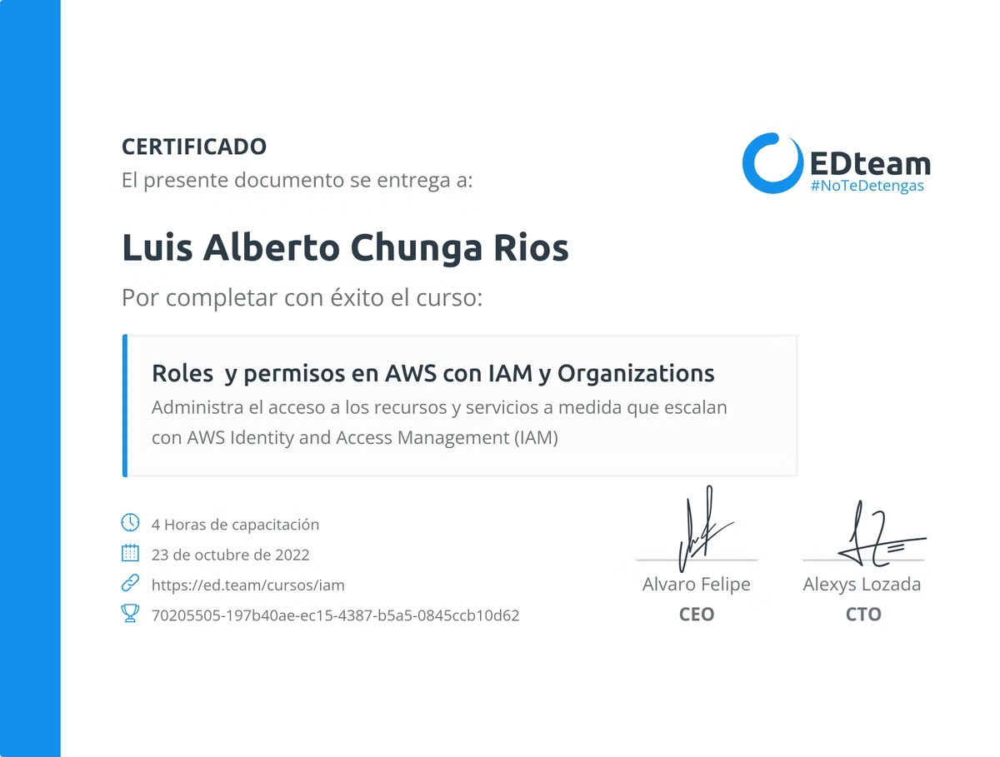 CERTIFICADO
El presente documento se entrega a:
EDteam
#NoTeDetengas
Luis Alberto Chunga Rios
Por completar con éxito el curso:
Roles y permisos en AWS con IAM y Organizations
Administra el acceso a los recursos y servicios a medida que escalan
con AWS Identity and Access Management (IAM)
4 Horas de capacitación
23 de octubre de 2022
https://ed.team/cursos/iam
70205505-197b40ae-ec15-4387-b5a5-0845ccb10d62
Alvaro Felipe
CEO
Alexys Lozada
CTO